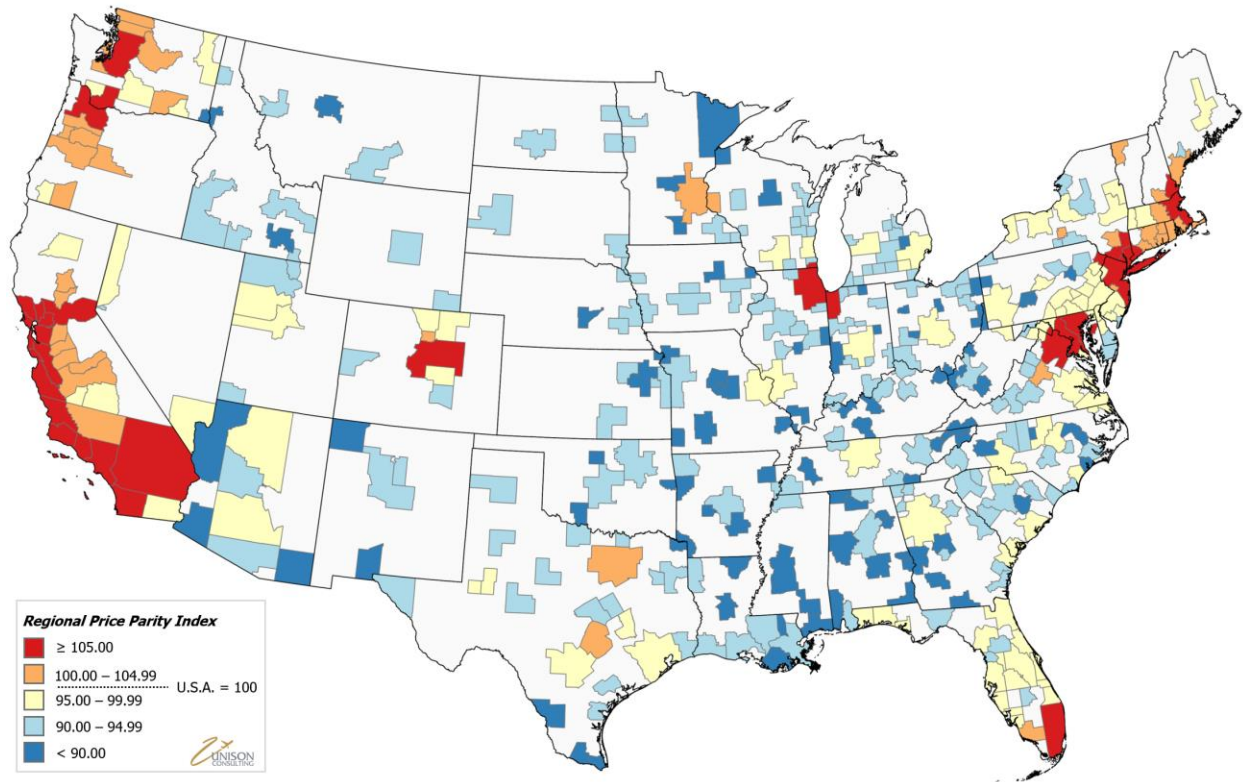 Regional Price Parity Index
≥ 105.00
100.00 – 104.99
U.S.A. = 100
95.00 – 99.99
90.00 – 94.99
< 90.00
UNISON
CONSULTING